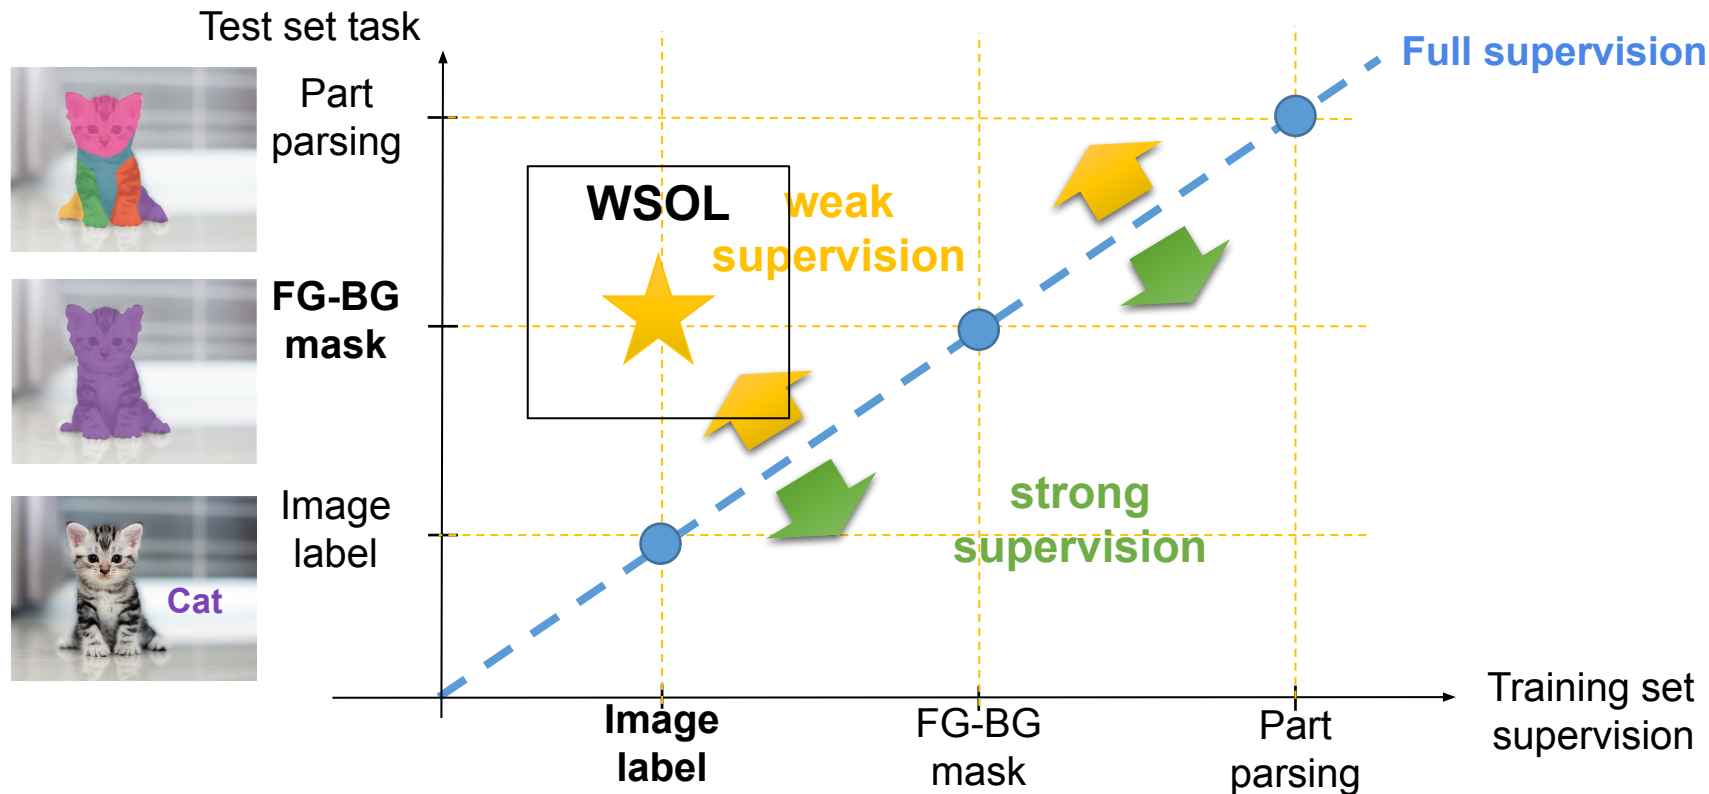 Test set task
Full supervision
Part
parsing
WSOL
weak
supervision
FG-BG
mask
Image
label
Cat
strong
supervision
Training set
supervision
Image
label
FG-BG
mask
Part
parsing